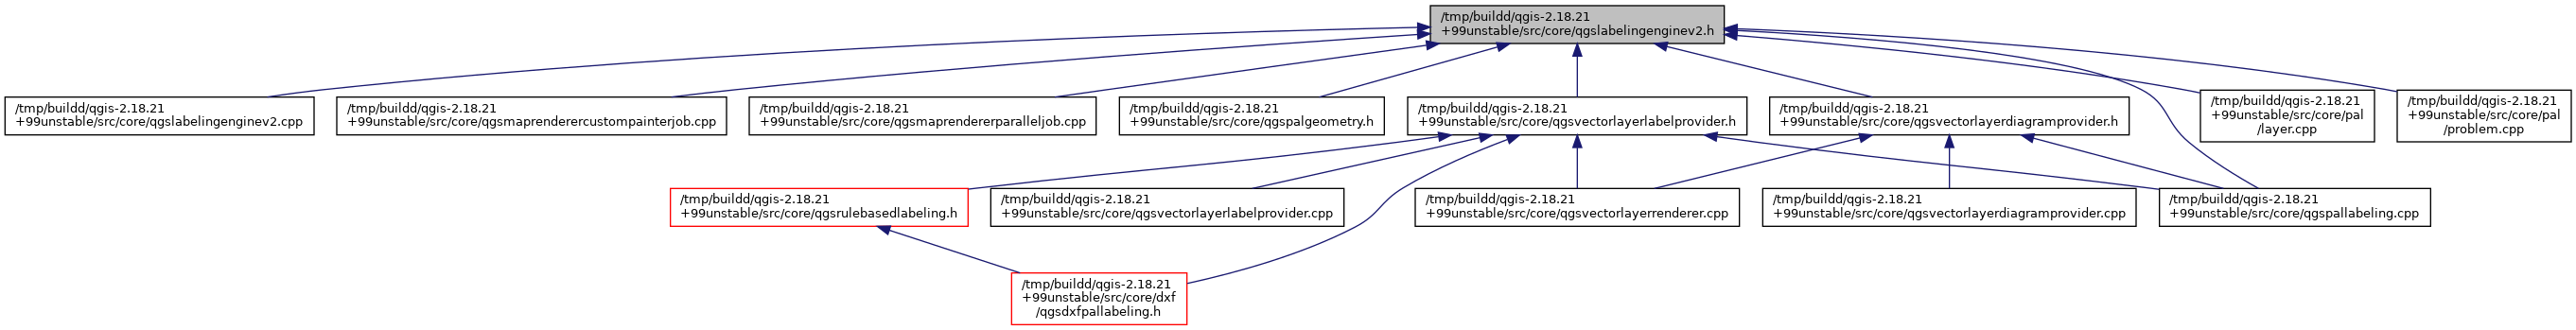 /tmp/buildd/qgis-2.18.21
+99unstable/src/core/qgslabelingenginev2.h
/tmp/buildd/qgis-2.18.21
+99unstable/src/core/qgslabelingenginev2.cpp
/tmp/buildd/qgis-2.18.21
+99unstable/src/core/qgsmaprenderercustompainterjob.cpp
/tmp/buildd/qgis-2.18.21
+99unstable/src/core/qgsmaprendererparalleljob.cpp
/tmp/buildd/qgis-2.18.21
+99unstable/src/core/qgspalgeometry.h
/tmp/buildd/qgis-2.18.21
+99unstable/src/core/qgsvectorlayerlabelprovider.h
/tmp/buildd/qgis-2.18.21
+99unstable/src/core/qgsvectorlayerdiagramprovider.h
/tmp/buildd/qgis-2.18.21
+99unstable/src/core/pal
/layer.cpp
/tmp/buildd/qgis-2.18.21
+99unstable/src/core/pal
/problem.cpp
/tmp/buildd/qgis-2.18.21
+99unstable/src/core/qgsrulebasedlabeling.h
/tmp/buildd/qgis-2.18.21
+99unstable/src/core/qgsvectorlayerlabelprovider.cpp
/tmp/buildd/qgis-2.18.21
+99unstable/src/core/qgsvectorlayerrenderer.cpp
/tmp/buildd/qgis-2.18.21
+99unstable/src/core/qgsvectorlayerdiagramprovider.cpp
/tmp/buildd/qgis-2.18.21
+99unstable/src/core/qgspallabeling.cpp
/tmp/buildd/qgis-2.18.21
+99unstable/src/core/dxf
/qgsdxfpallabeling.h